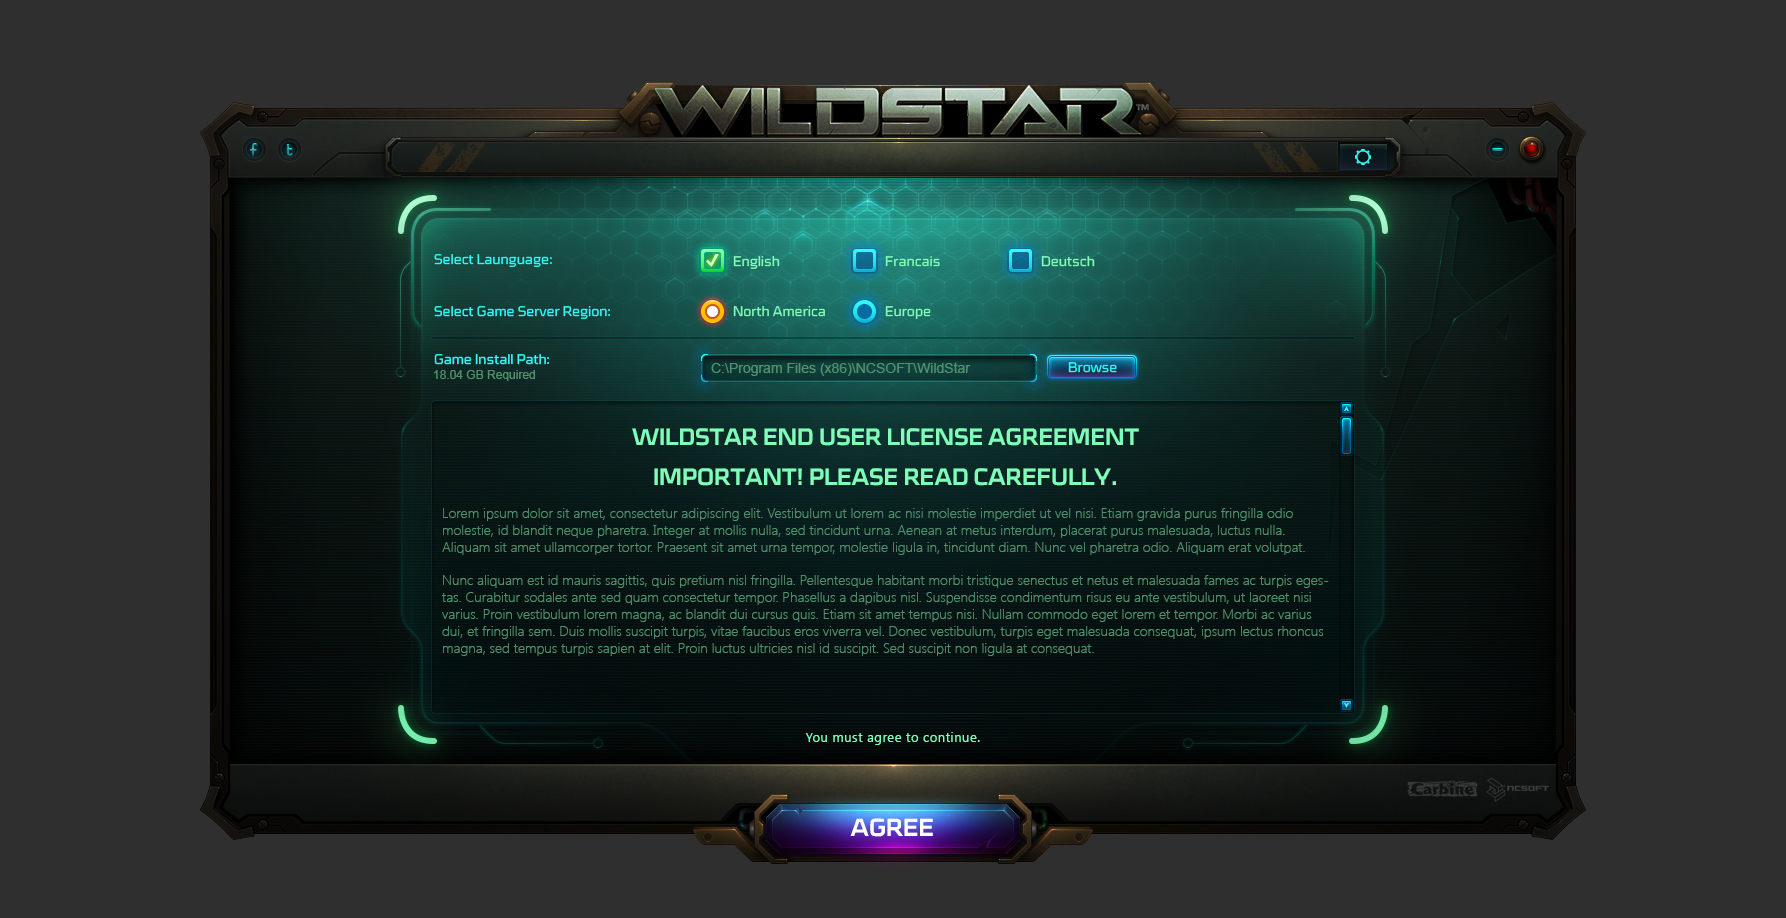 WILDSTAR™
f t
Select Launguage:
English
Francais
Deutsch
Select Game Server Region:
North America
Europe
Game Install Path:
18.04 GB Required
C:\Program Files (x86)\NCSOFT\WildStar
Browse
WILDSTAR END USER LICENSE AGREEMENT
IMPORTANT! PLEASE READ CAREFULLY.
Lorem ipsum dolor sit amet, consectetur adipiscing elit. Vestibulum ut lorem ac nisi molestie imperdiet ut vel nisi. Etiam gravida purus fringilla odio
molestie, id blandit neque pharetra. Integer at mollis nulla, sed tincidunt urna. Aenean at metus interdum, placerat purus malesuada, luctus nulla.
Aliquam sit amet ullamcorper tortor. Praesent sit amet urna tempor, molestie ligula in, tincidunt diam. Nunc vel pharetra odio. Aliquam erat volutpat.
Nunc aliquam est id mauris sagittis, quis pretium nisl fringilla. Pellentesque habitant morbi tristique senectus et netus et malesuada fames ac turpis eges-
tas. Curabitur sodales ante sed quam consectetur tempor. Phasellus a dapibus nisl. Suspendisse condimentum risus eu ante vestibulum, ut laoreet nisi
varius. Proin vestibulum lorem magna, ac blandit dui cursus quis. Etiam sit amet tempus nisi. Nullam commodo eget lorem et tempor. Morbi ac varius
dui, et fringilla sem. Duis mollis suscipit turpis, vitae faucibus eros viverra vel. Donec vestibulum, turpis eget malesuada consequat, ipsum lectus rhoncus
magna, sed tempus turpis sapien at elit. Proin luctus ultricies nisl id suscipit. Sed suscipit non ligula at consequat.
You must agree to continue.
Carbine
NCSOFT
AGREE